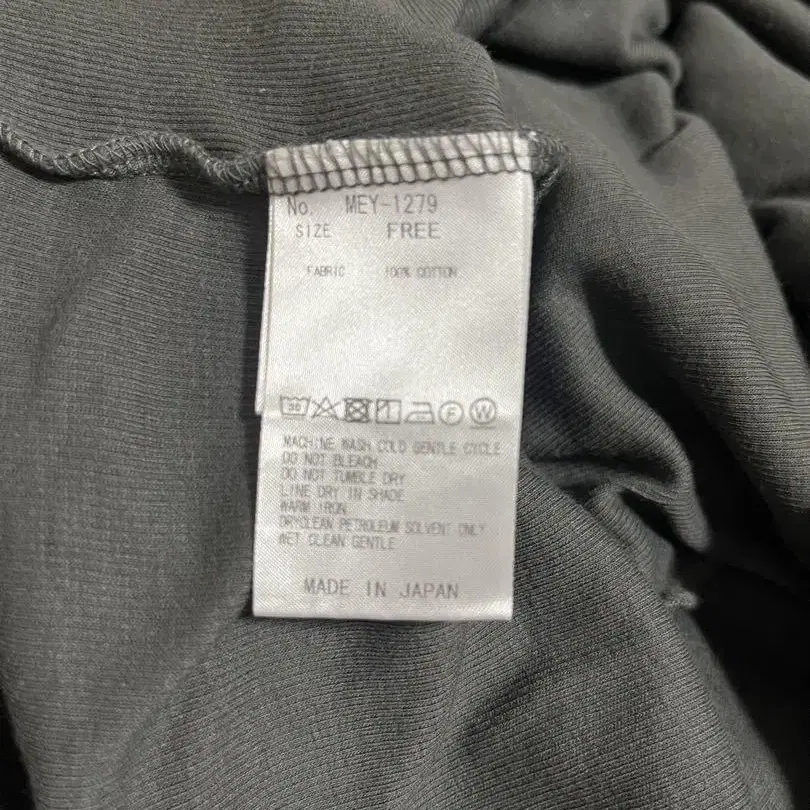 No. MEY-1279
SIZE FREE
FABRIC 100% COTTON
30 F W
MACHINE WASH COLD GENTLE CYCLE
DO NOT BLEACH
DO NOT TUMBLE DRY
LINE DRY IN SHADE
WARM IRON
DRYCLEAN PETROLEUM SOLVENT ONLY
WET CLEAN GENTLE
MADE IN JAPAN